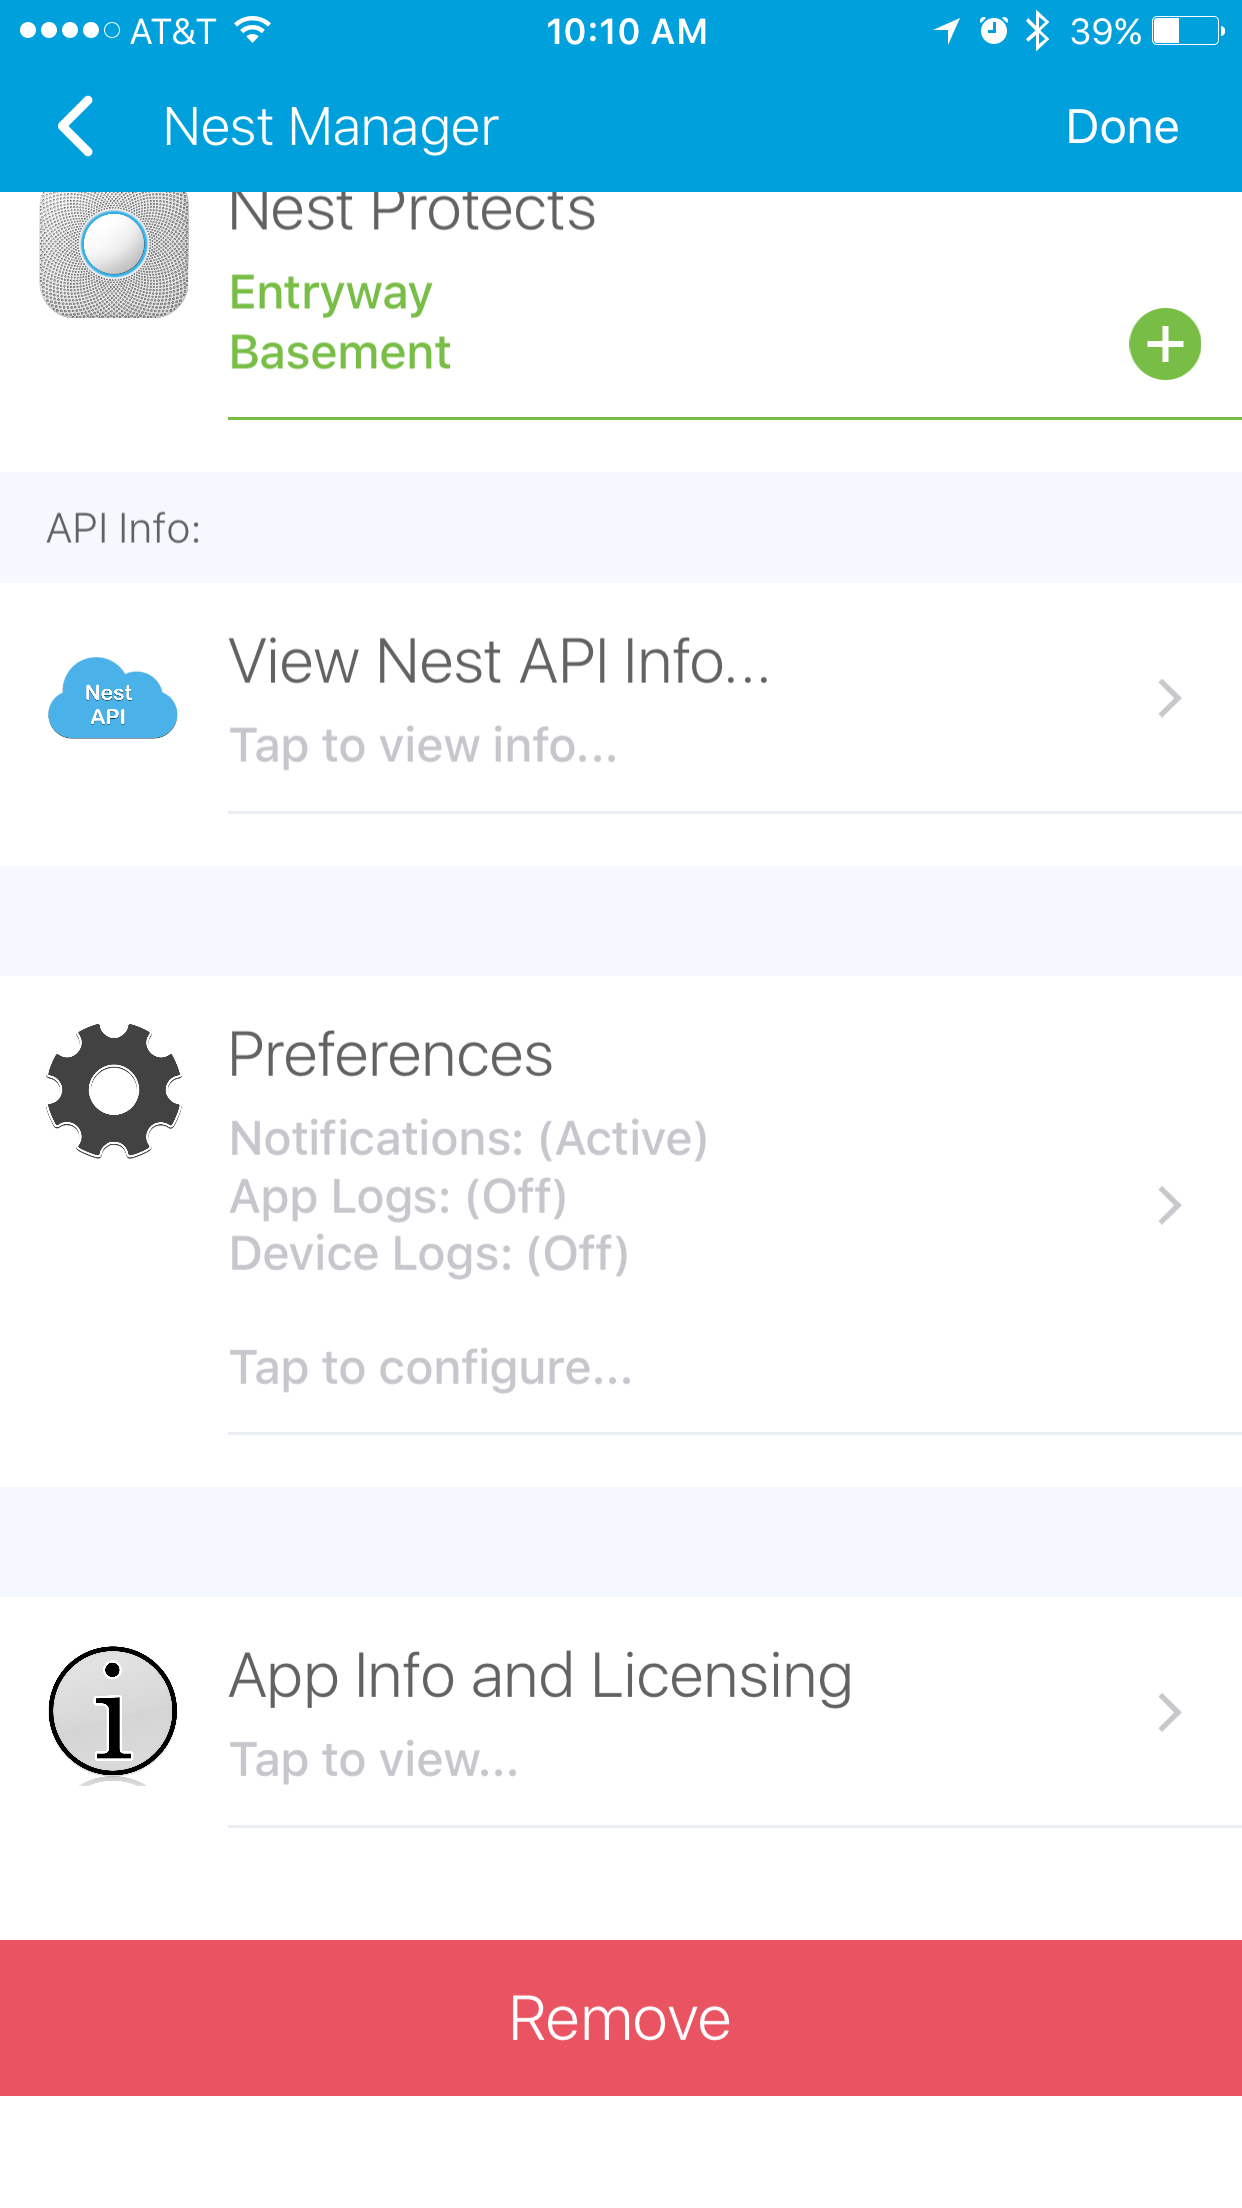 AT&T 10:10 AM 39%
Nest Manager Done
Nest Protects
Entryway
Basement
API Info:
View Nest API Info...
Nest
API
Tap to view info...
Preferences
Notifications: (Active)
App Logs: (Off)
Device Logs: (Off)
Tap to configure...
App Info and Licensing
Tap to view...
Remove